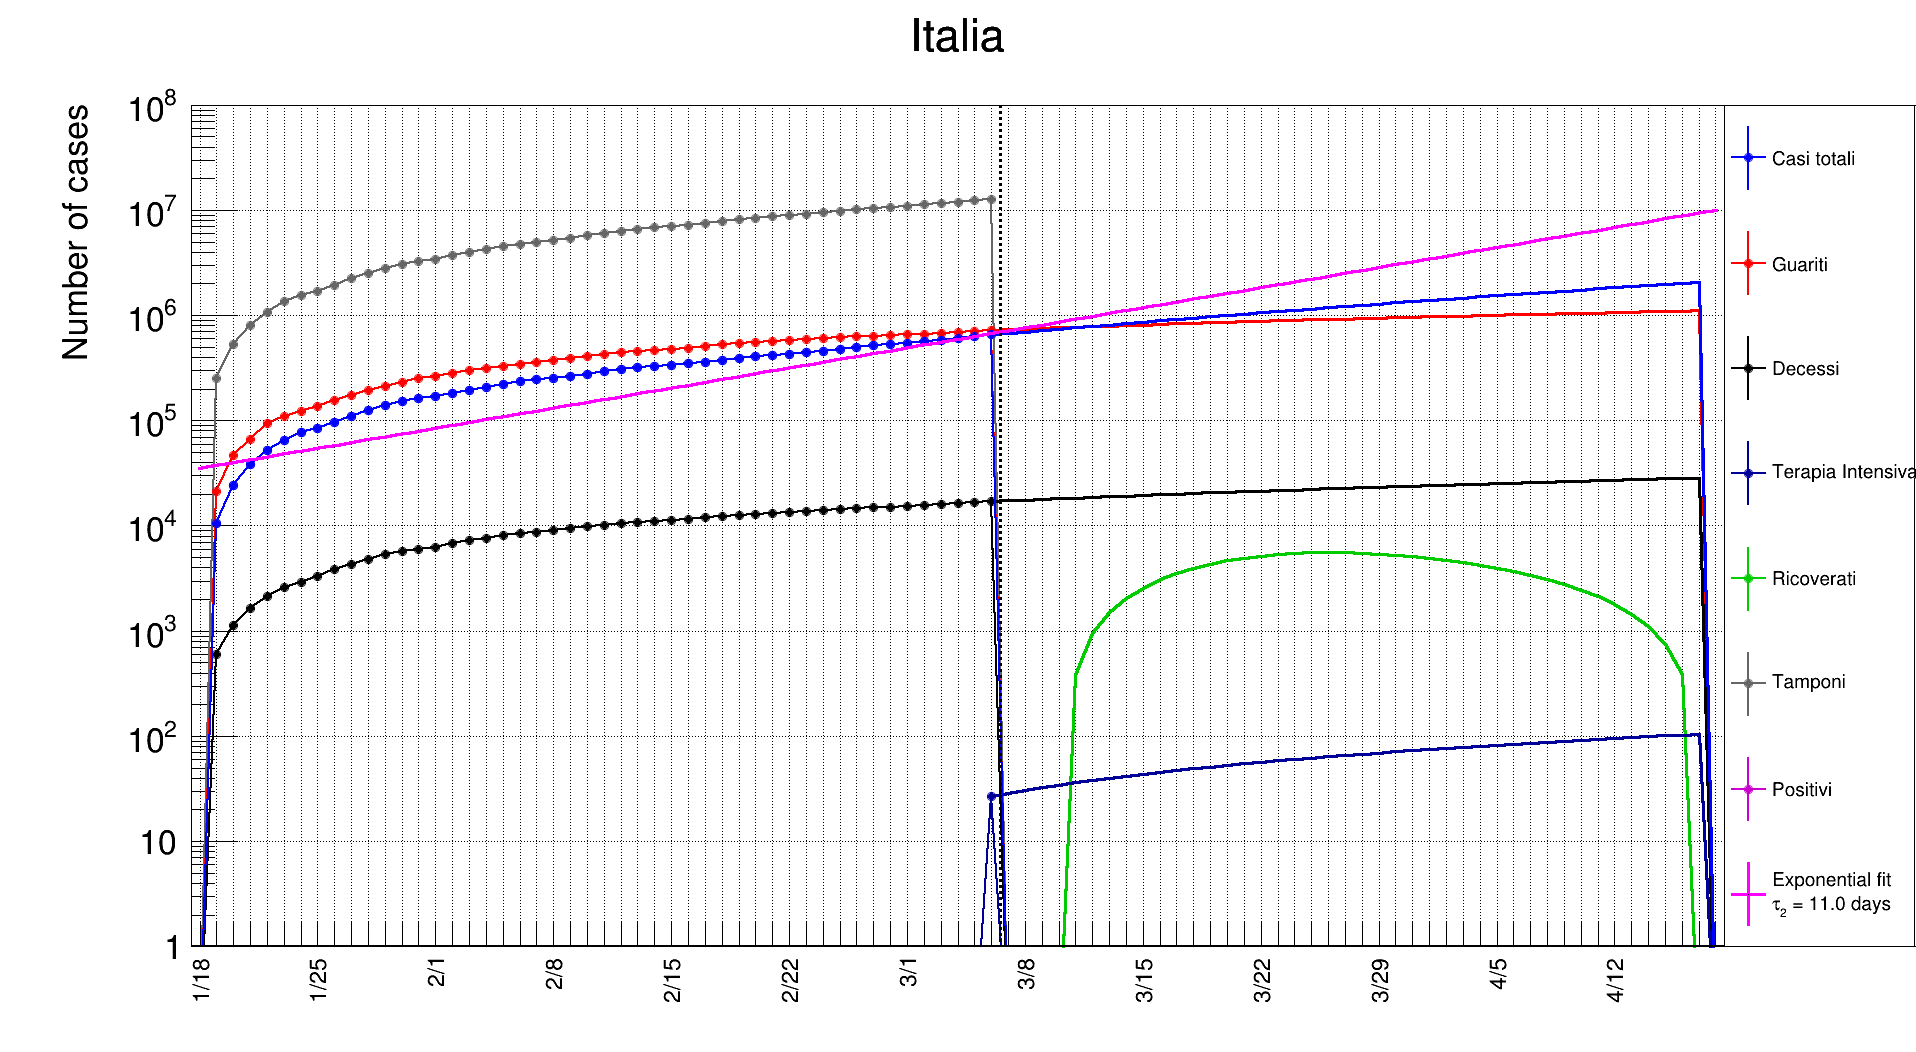 Italia
Number of cases
10^8
10^7
10^6
10^5
10^4
10^3
10^2
10
1
1/18
1/25
2/1
2/8
2/15
2/22
3/1
3/8
3/15
3/22
3/29
4/5
4/12
Casi totali
Guariti
Decessi
Terapia Intensiva
Ricoverati
Tamponi
Positivi
Exponential fit
τ₂ = 11.0 days